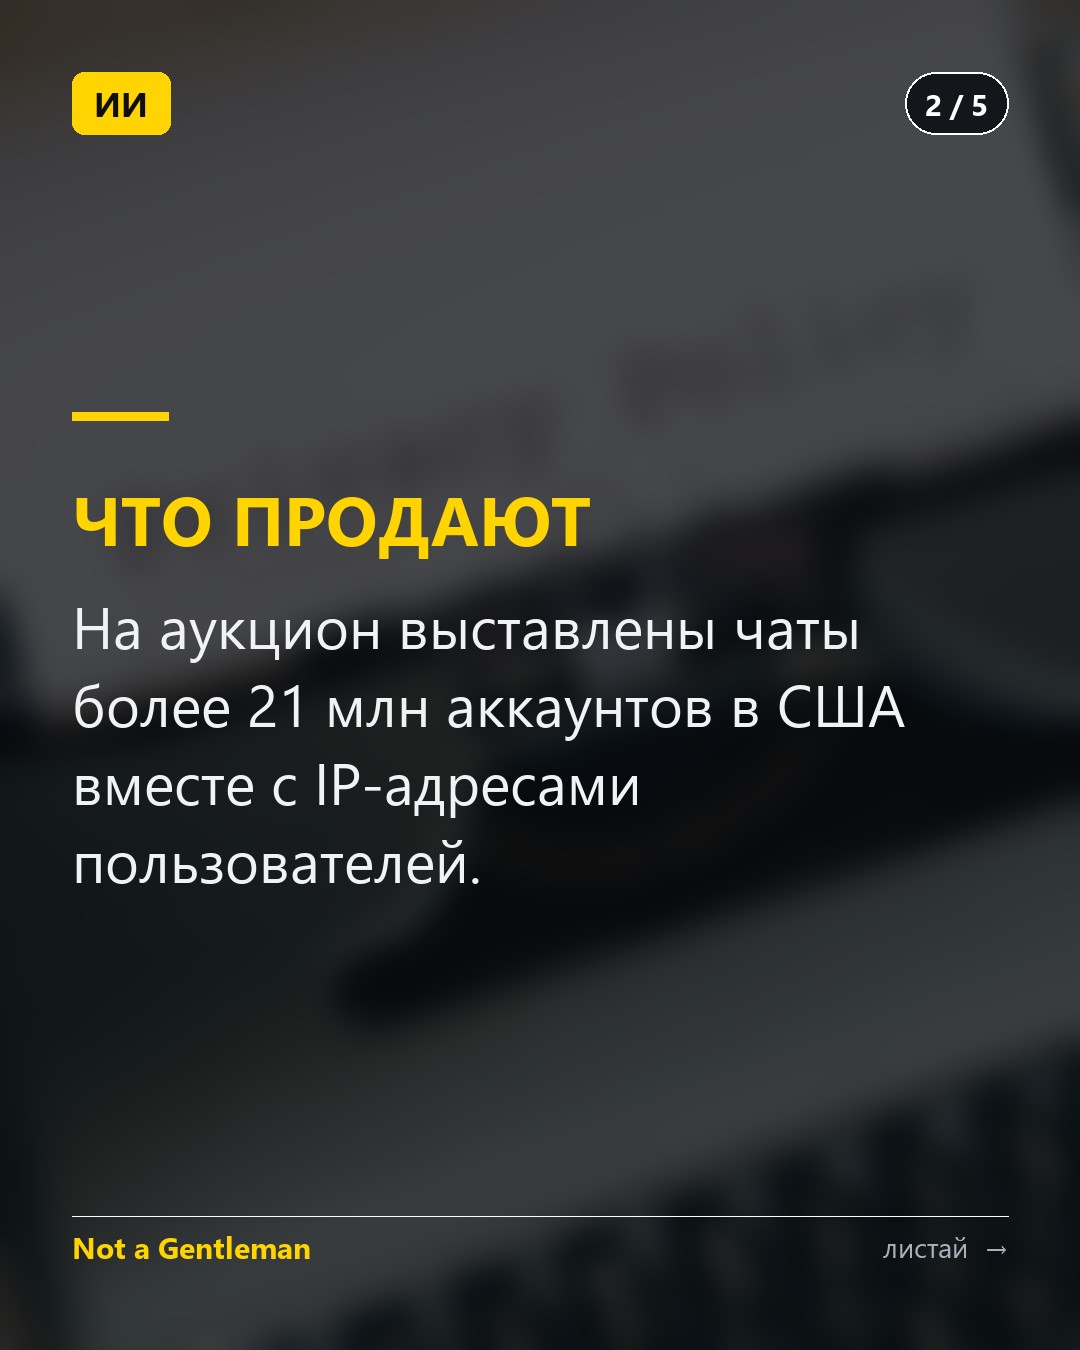 ИИ
2 / 5
ЧТО ПРОДАЮТ
На аукцион выставлены чаты
более 21 млн аккаунтов в США
вместе с IP-адресами
пользователей.
Not a Gentleman
листай →